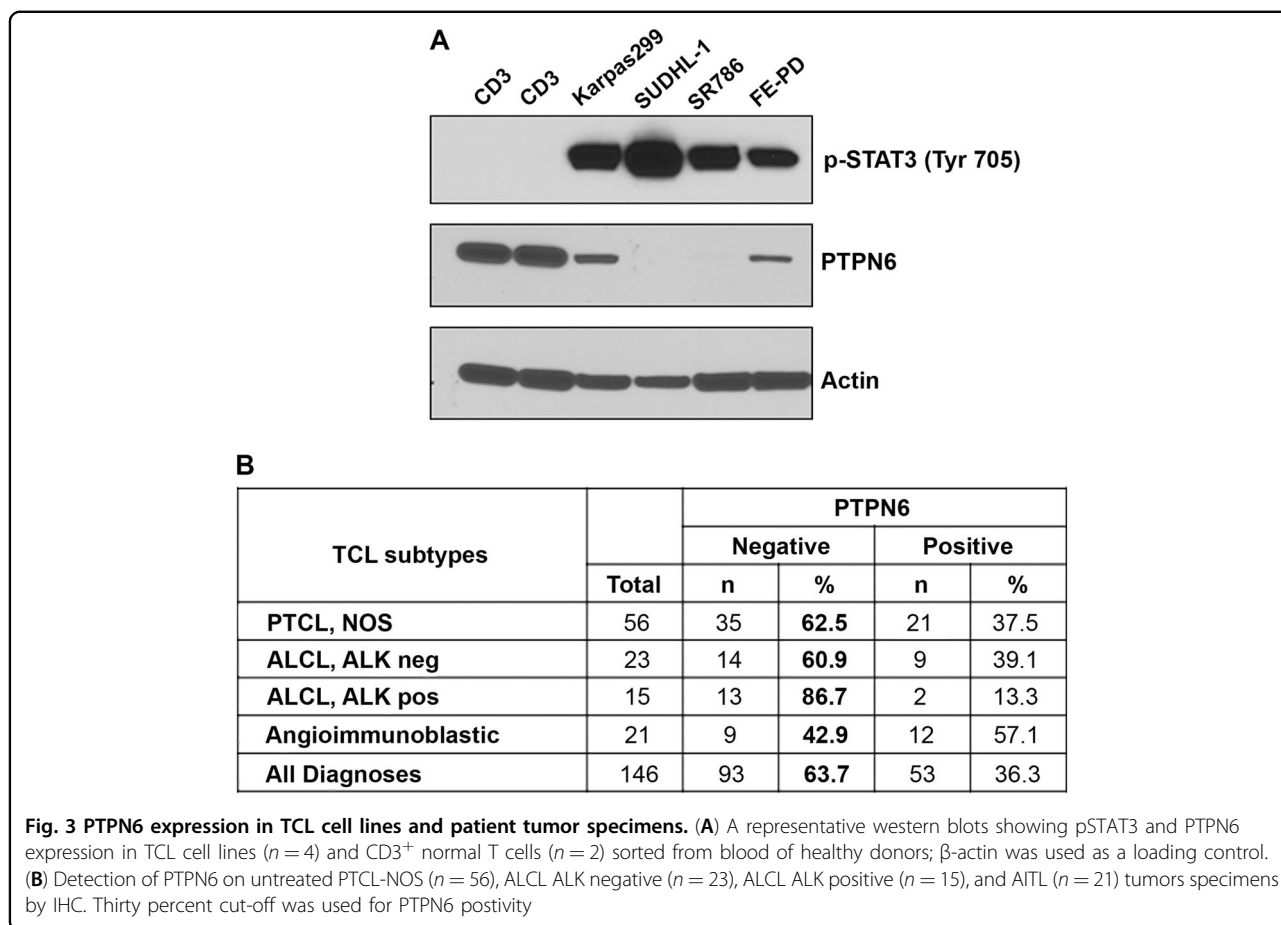 A
CD3 CD3 Karpas299 SUDHL-1 SR786 FE-PD
p-STAT3 (Tyr 705)
PTPN6
Actin
B
TCL subtypes Total PTPN6
Negative Positive
n % n %
PTCL, NOS 56 35 62.5 21 37.5
ALCL, ALK neg 23 14 60.9 9 39.1
ALCL, ALK pos 15 13 86.7 2 13.3
Angioimmunoblastic 21 9 42.9 12 57.1
All Diagnoses 146 93 63.7 53 36.3
Fig. 3 PTPN6 expression in TCL cell lines and patient tumor specimens. (A) A representative western blots showing pSTAT3 and PTPN6
expression in TCL cell lines (n = 4) and CD3⁺ normal T cells (n = 2) sorted from blood of healthy donors; β-actin was used as a loading control.
(B) Detection of PTPN6 on untreated PTCL-NOS (n = 56), ALCL ALK negative (n = 23), ALCL ALK positive (n = 15), and AITL (n = 21) tumors specimens
by IHC. Thirty percent cut-off was used for PTPN6 postivity